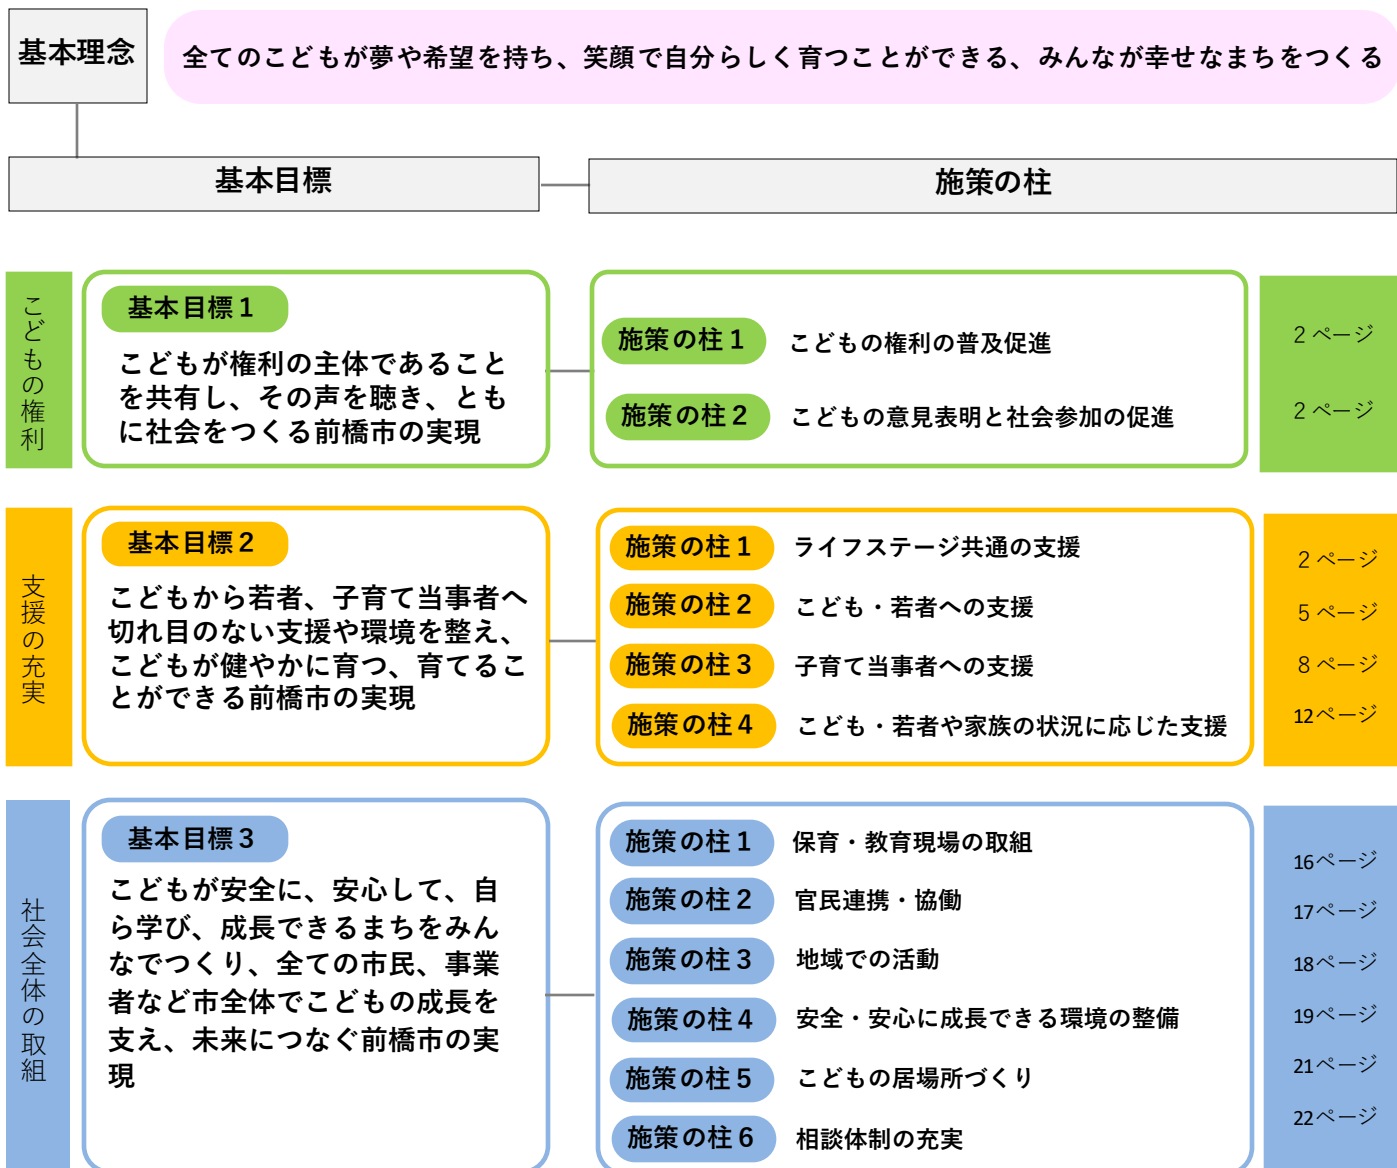 基本理念
全てのこどもが夢や希望を持ち、笑顔で自分らしく育つことができる、みんなが幸せなまちをつくる
基本目標
施策の柱
こどもの権利
基本目標１
こどもが権利の主体であること
を共有し、その声を聴き、とも
に社会をつくる前橋市の実現
施策の柱１ こどもの権利の普及促進 ２ページ
施策の柱２ こどもの意見表明と社会参加の促進 ２ページ
支援の充実
基本目標２
こどもから若者、子育て当事者へ
切れ目のない支援や環境を整え、
こどもが健やかに育つ、育てるこ
とができる前橋市の実現
施策の柱１ ライフステージ共通の支援 ２ページ
施策の柱２ こども・若者への支援 ５ページ
施策の柱３ 子育て当事者への支援 ８ページ
施策の柱４ こども・若者や家族の状況に応じた支援 12ページ
社会全体の取組
基本目標３
こどもが安全に、安心して、自
ら学び、成長できるまちをみん
なでつくり、全ての市民、事業
者など市全体でこどもの成長を
支え、未来につなぐ前橋市の実
現
施策の柱１ 保育・教育現場の取組 16ページ
施策の柱２ 官民連携・協働 17ページ
施策の柱３ 地域での活動 18ページ
施策の柱４ 安全・安心に成長できる環境の整備 19ページ
施策の柱５ こどもの居場所づくり 21ページ
施策の柱６ 相談体制の充実 22ページ